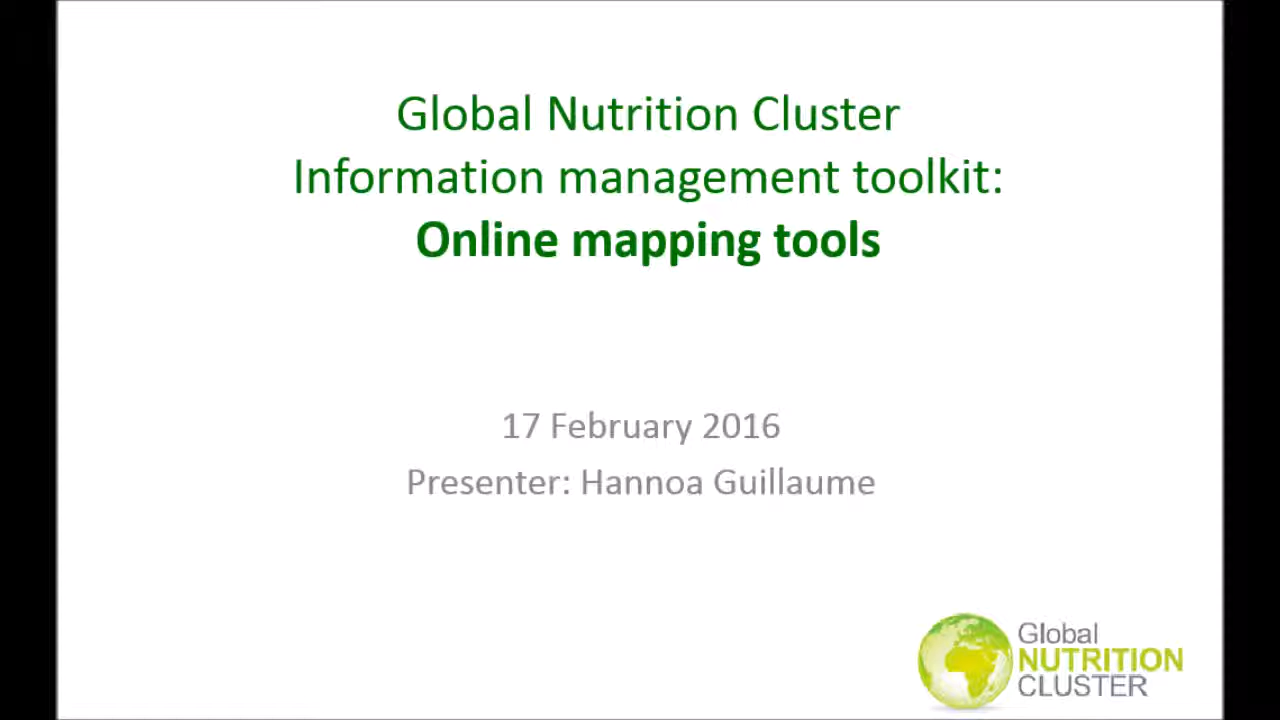 Global Nutrition Cluster
Information management toolkit:
Online mapping tools
17 February 2016
Presenter: Hannoa Guillaume
Global
NUTRITION
CLUSTER